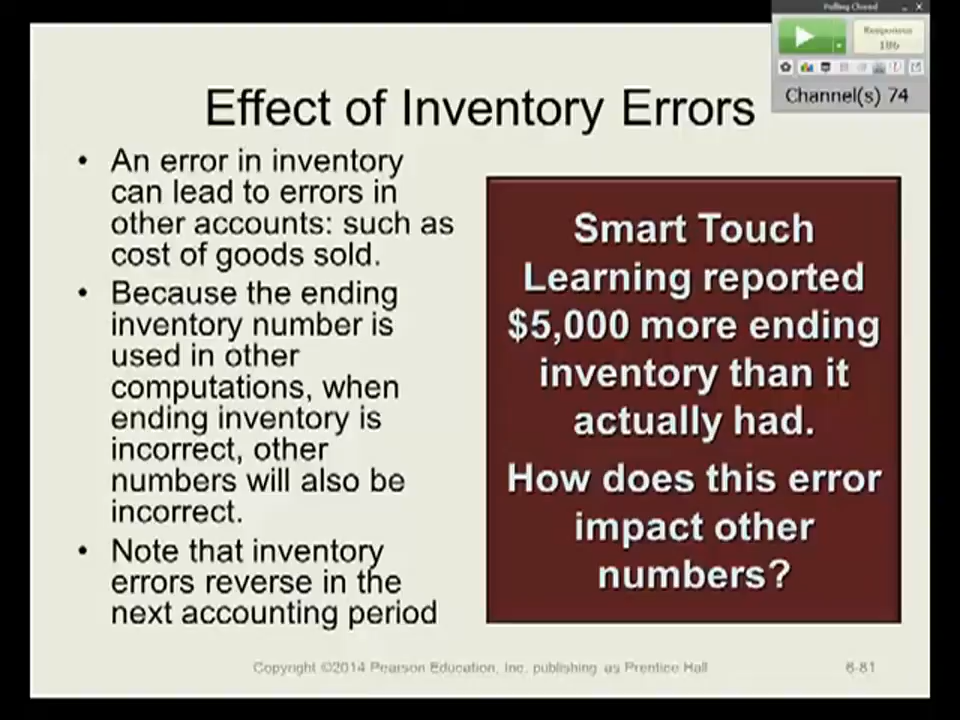 Polling Closed
Responses
186
Channel(s) 74
Effect of Inventory Errors
• An error in inventory
can lead to errors in
other accounts: such as
cost of goods sold.
• Because the ending
inventory number is
used in other
computations, when
ending inventory is
incorrect, other
numbers will also be
incorrect.
• Note that inventory
errors reverse in the
next accounting period
Smart Touch
Learning reported
$5,000 more ending
inventory than it
actually had.
How does this error
impact other
numbers?
Copyright ©2014 Pearson Education, Inc. publishing as Prentice Hall
6-81